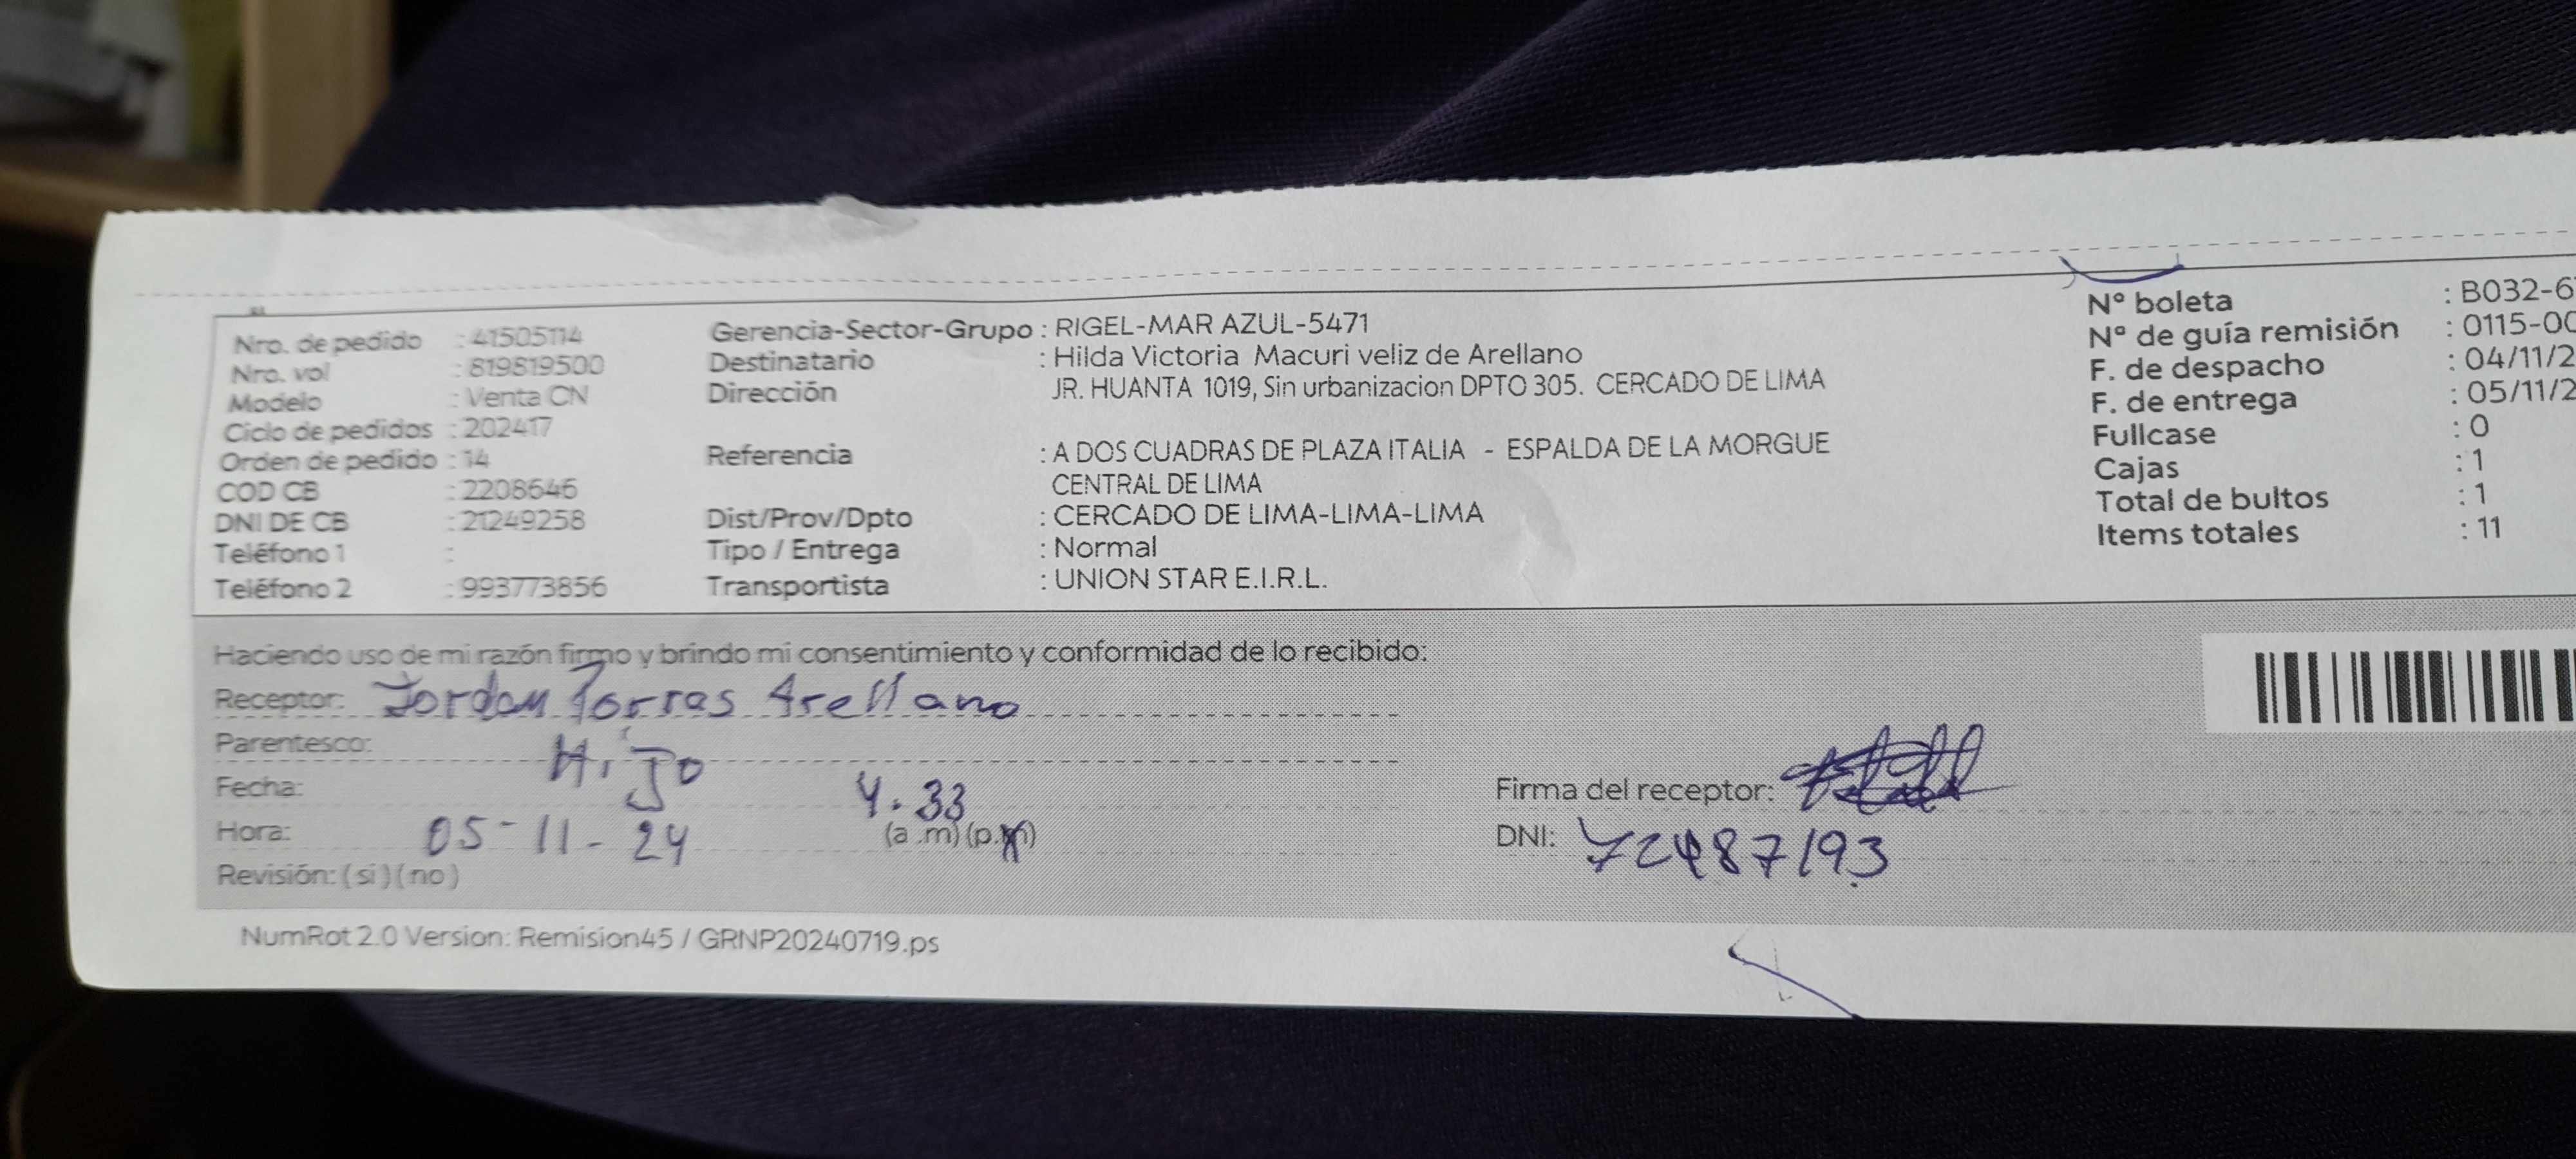 Nro. de pedido : 41505114
Nro. vol : 819819500
Modelo : Venta CN
Ciclo de pedidos : 202417
Orden de pedido : 14
COD CB : 2208646
DNI DE CB : 21249258
Teléfono 1 :
Teléfono 2 : 993773856
Gerencia-Sector-Grupo : RIGEL-MAR AZUL-5471
Destinatario : Hilda Victoria Macuri veliz de Arellano
Dirección JR. HUANTA 1019, Sin urbanizacion DPTO 305. CERCADO DE LIMA
Referencia : A DOS CUADRAS DE PLAZA ITALIA - ESPALDA DE LA MORGUE
CENTRAL DE LIMA
Dist/Prov/Dpto : CERCADO DE LIMA-LIMA-LIMA
Tipo / Entrega : Normal
Transportista : UNION STAR E.I.R.L.
N° boleta : B032-6
N° de guía remisión : 0115-00
F. de despacho : 04/11/2
F. de entrega : 05/11/2
Fullcase : 0
Cajas : 1
Total de bultos : 1
Items totales : 11
Haciendo uso de mi razón firmo y brindo mi consentimiento y conformidad de lo recibido:
Receptor: Jordan Torres Arellano
Parentesco: Hijo
Fecha: 4.33
Hora: 05-11-24 (a .m) (p.m)
Revisión: (si) (no)
Firma del receptor:
DNI: 72487193
NumRot 2.0 Version: Remision45 / GRNP20240719.ps